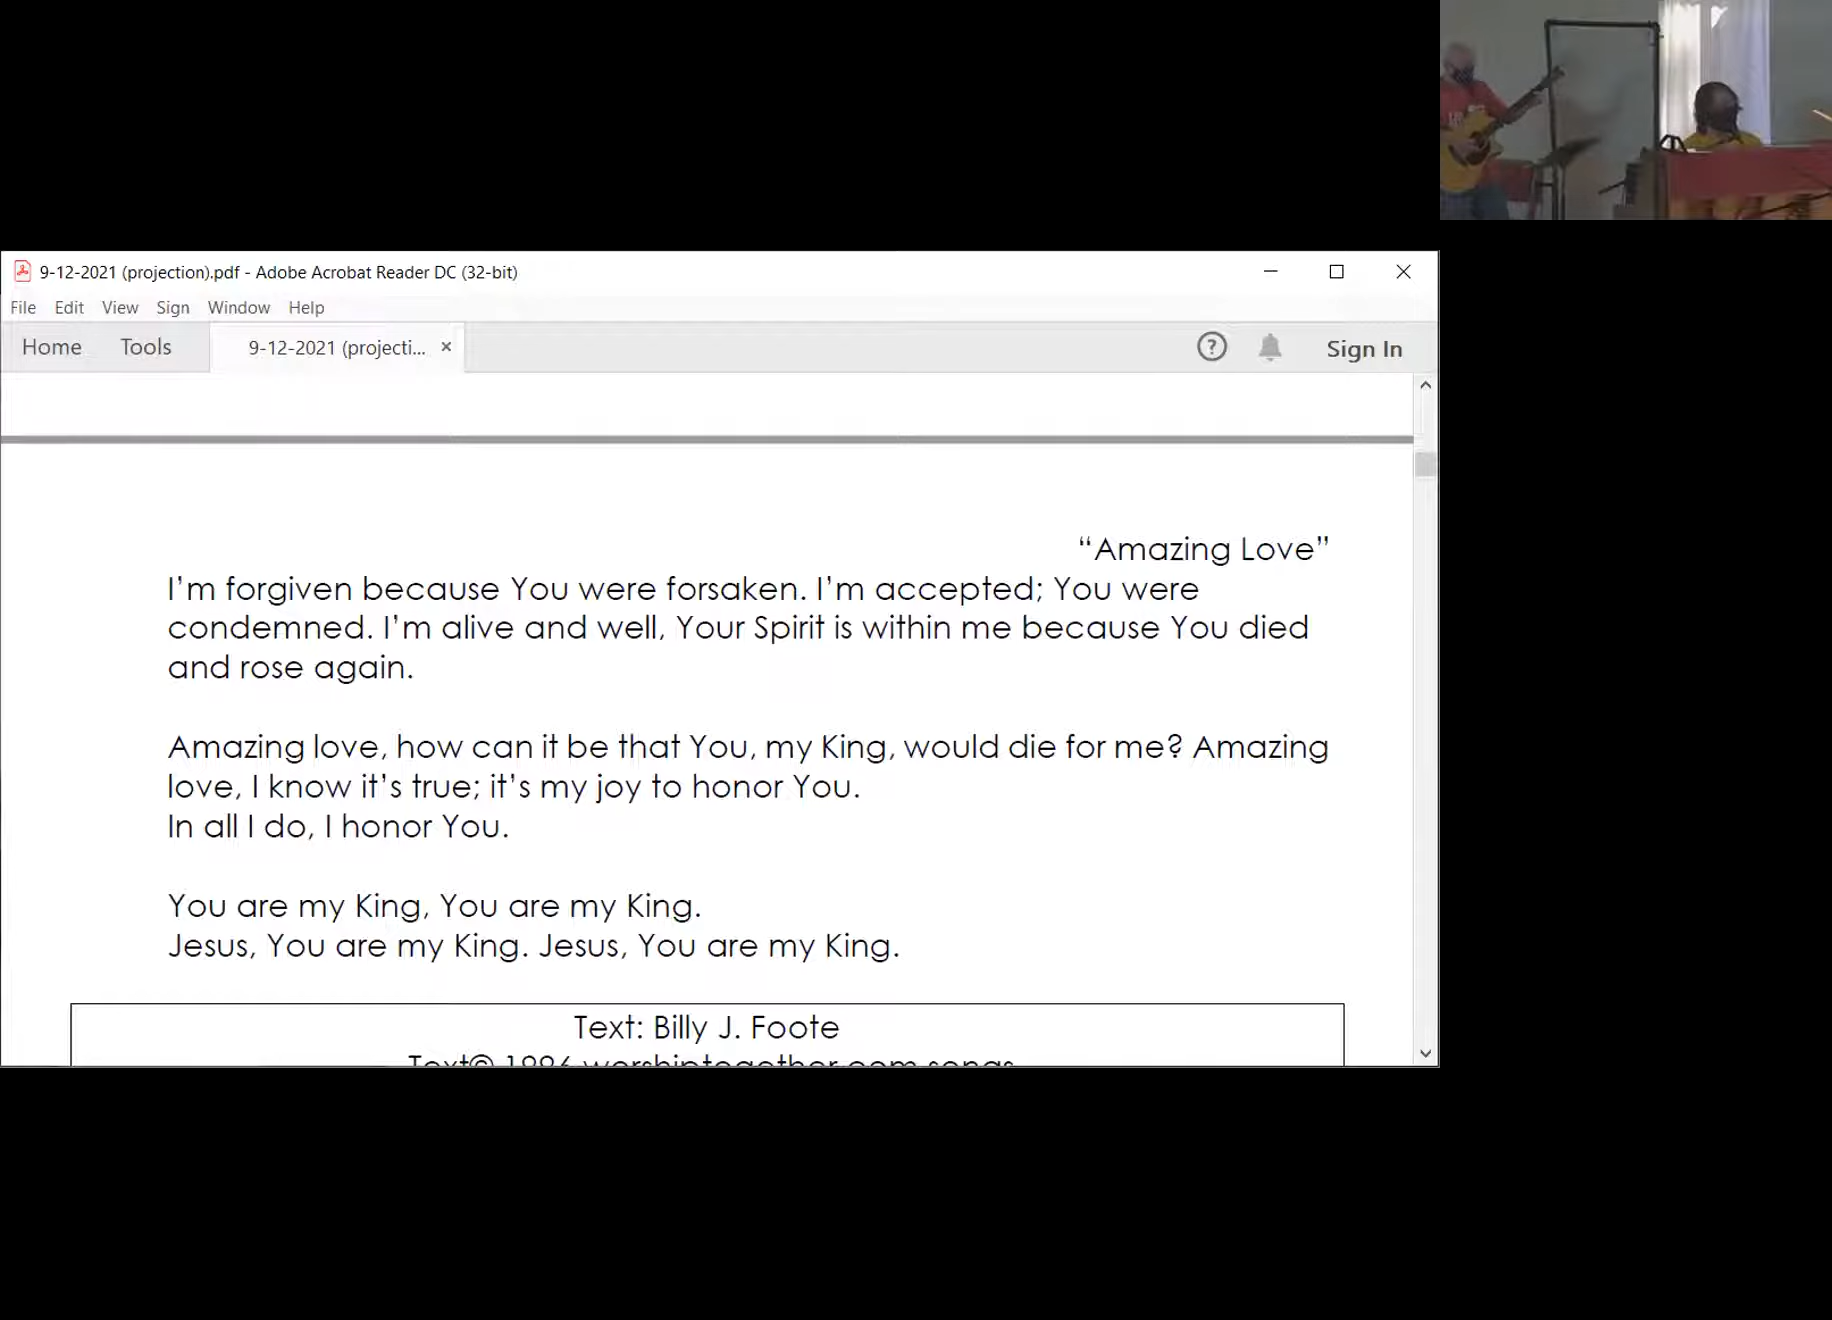 9-12-2021 (projection).pdf - Adobe Acrobat Reader DC (32-bit)
File Edit View Sign Window Help
Home Tools 9-12-2021 (projecti... × ? Sign In
“Amazing Love”
I’m forgiven because You were forsaken. I’m accepted; You were
condemned. I’m alive and well, Your Spirit is within me because You died
and rose again.
Amazing love, how can it be that You, my King, would die for me? Amazing
love, I know it’s true; it’s my joy to honor You.
In all I do, I honor You.
You are my King, You are my King.
Jesus, You are my King. Jesus, You are my King.
Text: Billy J. Foote
Text© 1996 worshiptogether.com songs